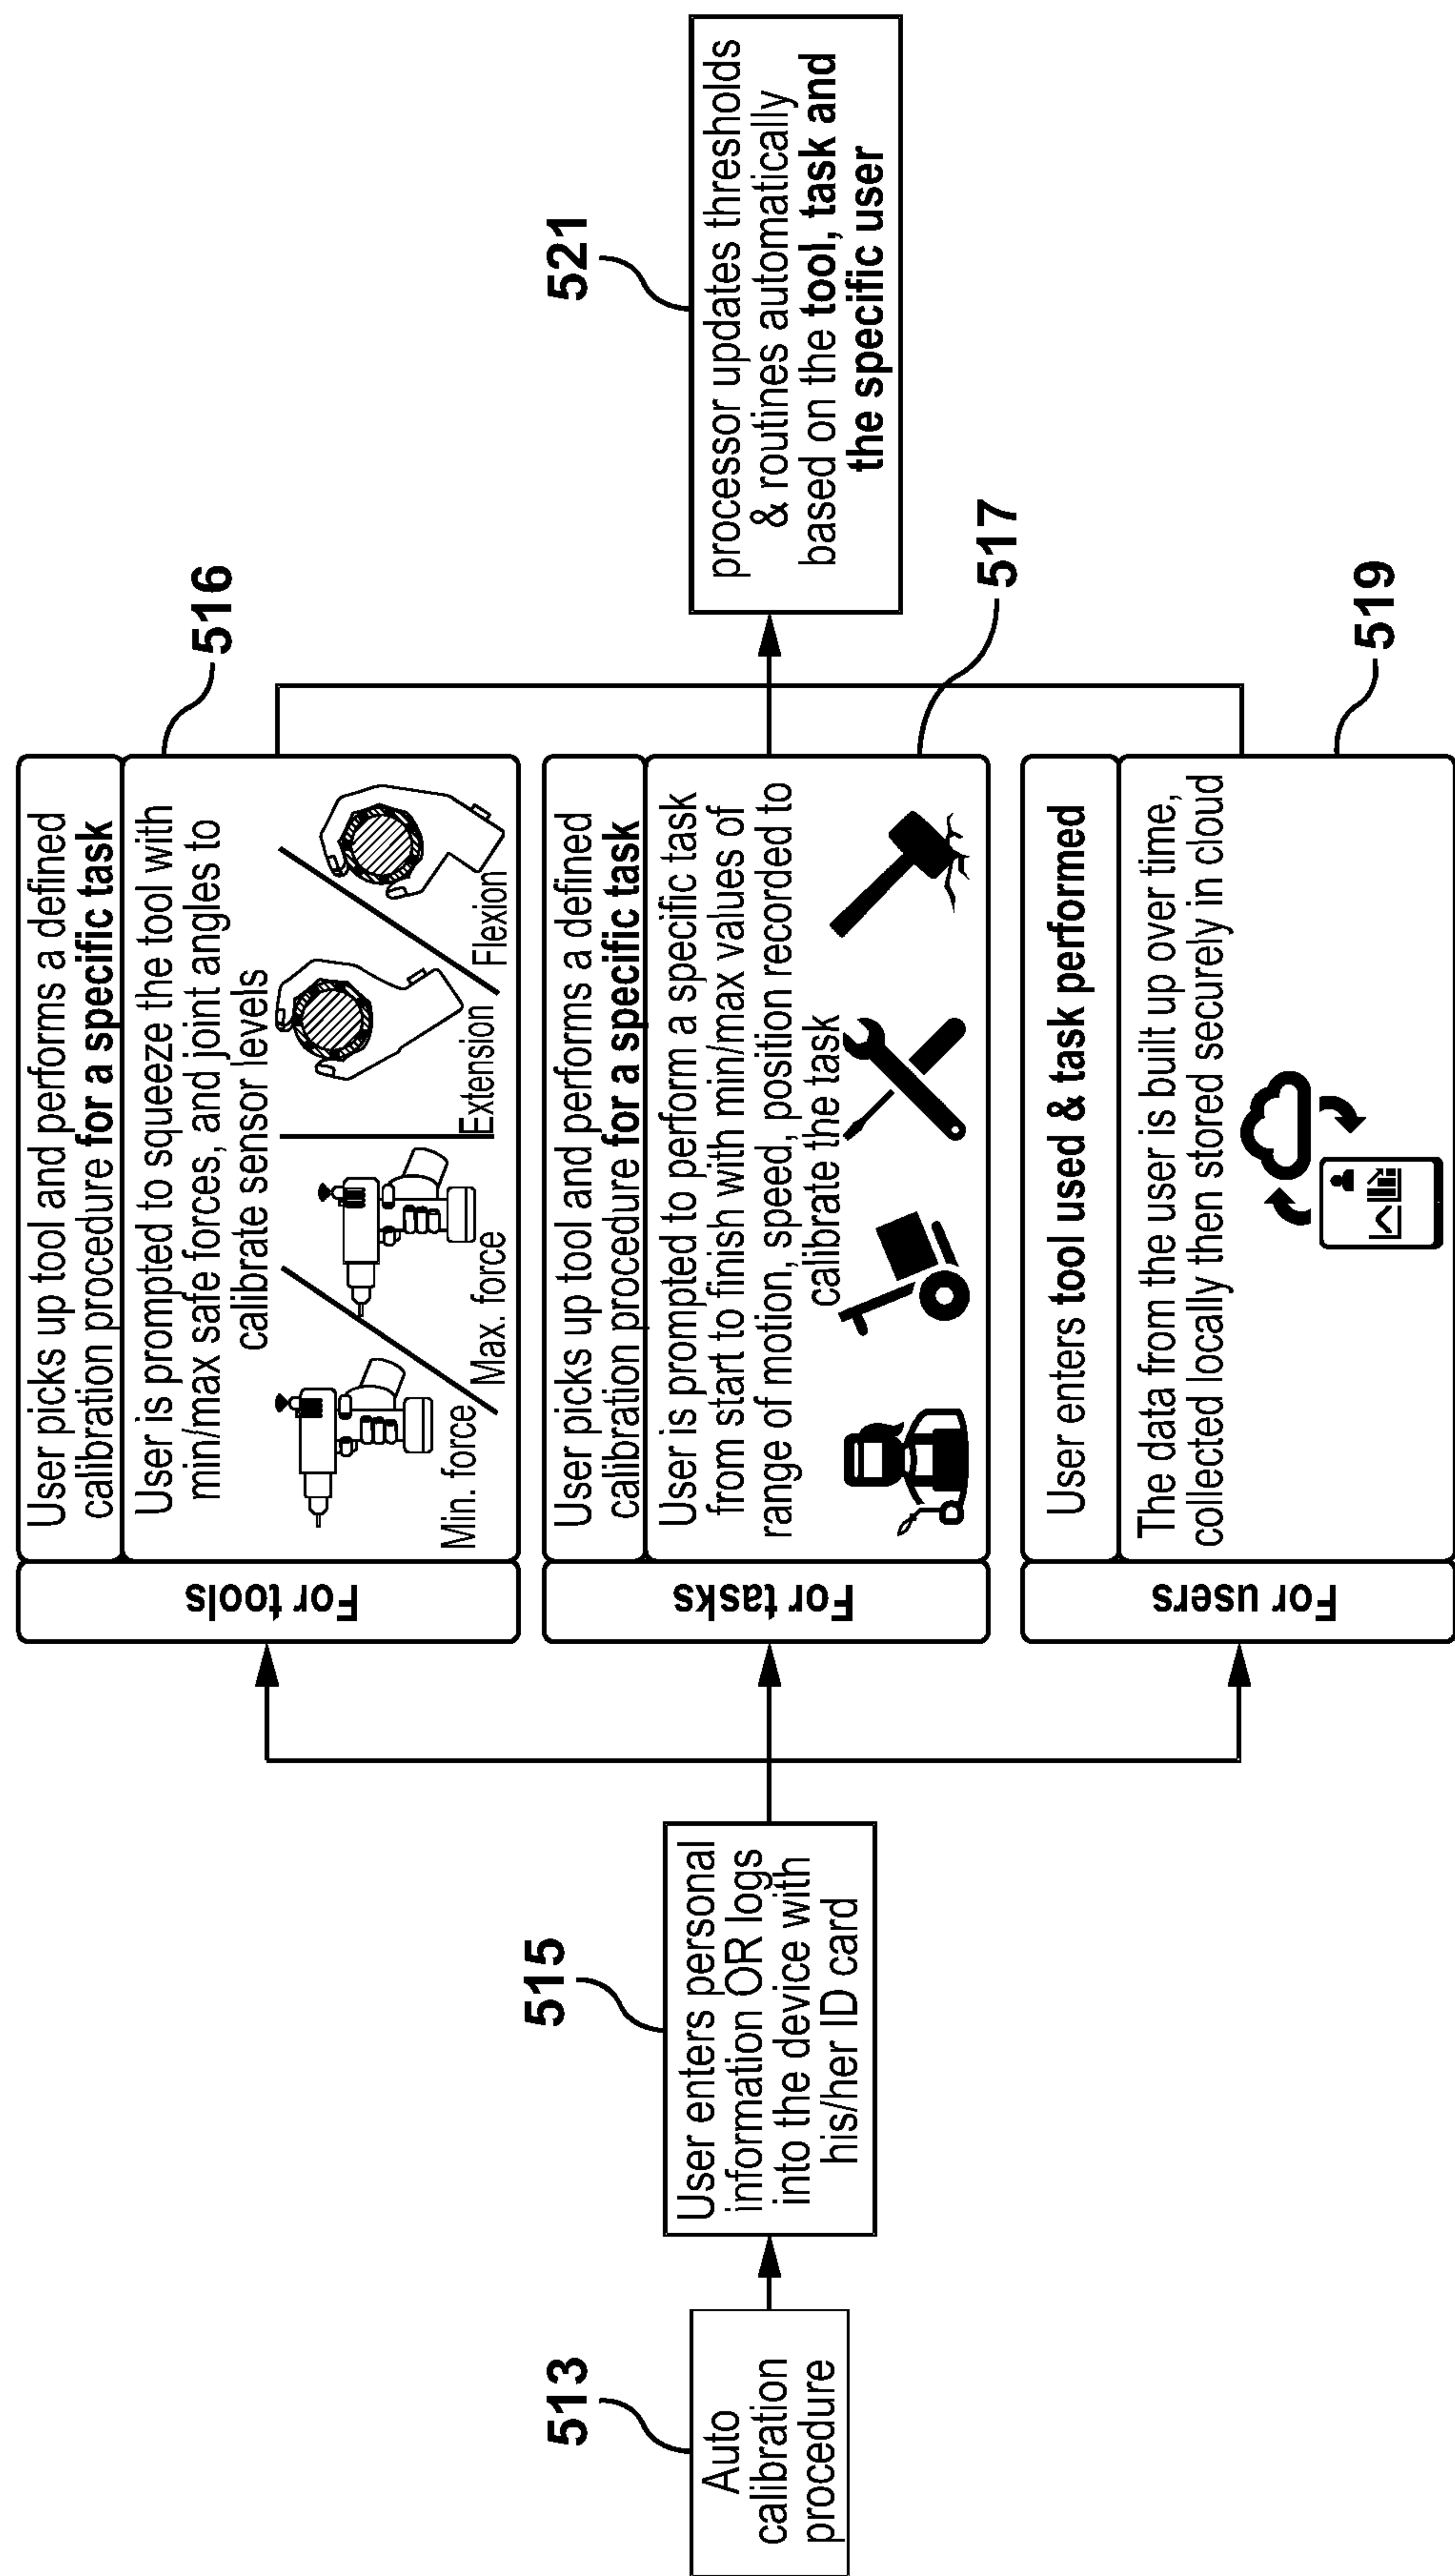 513
Auto
calibration
procedure
515
User enters personal
information OR logs
into the device with
his/her ID card
For tools
User picks up tool and performs a defined
calibration procedure for a specific task
516
User is prompted to squeeze the tool with
min/max safe forces, and joint angles to
calibrate sensor levels
Min. force
Max. force
Extension
Flexion
For tasks
User picks up tool and performs a defined
calibration procedure for a specific task
User is prompted to perform a specific task
from start to finish with min/max values of
range of motion, speed, position recorded to
calibrate the task
517
For users
User enters tool used & task performed
The data from the user is built up over time,
collected locally then stored securely in cloud
519
521
processor updates thresholds
& routines automatically
based on the tool, task and
the specific user